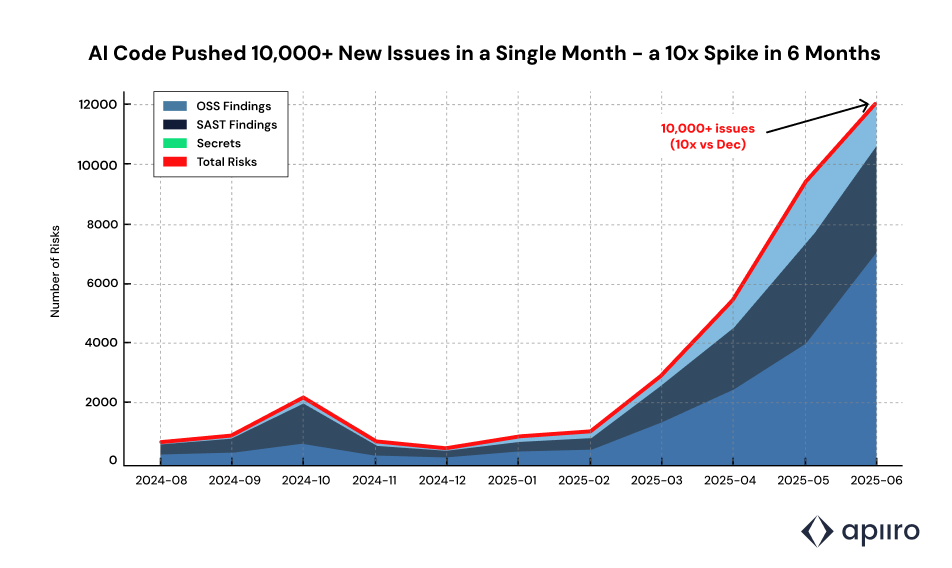 AI Code Pushed 10,000+ New Issues in a Single Month – a 10x Spike in 6 Months
OSS Findings
SAST Findings
Secrets
Total Risks
10,000+ issues
(10x vs Dec)
Number of Risks
12000
10000
8000
6000
4000
2000
0
2024-08 2024-09 2024-10 2024-11 2024-12 2025-01 2025-02 2025-03 2025-04 2025-05 2025-06
apiiro